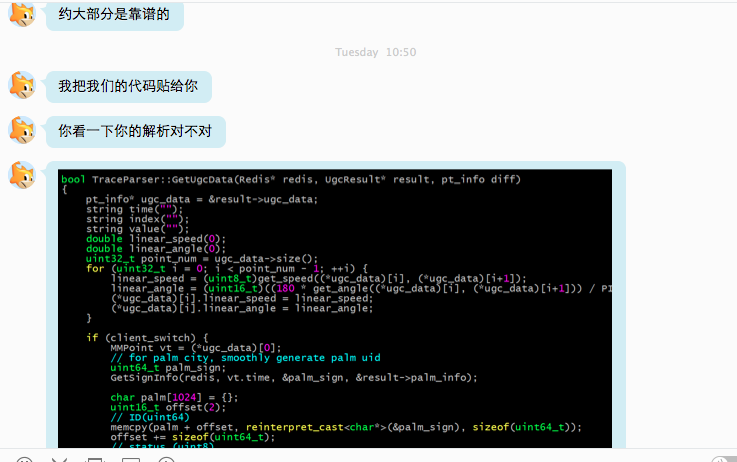 约大部分是靠谱的
Tuesday 10:50
我把我们的代码贴给你
你看一下你的解析对不对
bool TraceParser::GetUgcData(Redis* redis, UgcResult* result, pt_info diff)
{
    pt_info* ugc_data = &result->ugc_data;
    string time("");
    string index("");
    string value("");
    double linear_speed(0);
    double linear_angle(0);
    uint32_t point_num = ugc_data->size();
    for (uint32_t i = 0; i < point_num - 1; ++i) {
        linear_speed = (uint8_t)get_speed((*ugc_data)[i], (*ugc_data)[i+1]);
        linear_angle = (uint16_t)((180 * get_angle((*ugc_data)[i], (*ugc_data)[i+1])) / PI
        (*ugc_data)[i].linear_speed = linear_speed;
        (*ugc_data)[i].linear_angle = linear_angle;
    }
    if (client_switch) {
        MMPoint vt = (*ugc_data)[0];
        // for palm city, smoothly generate palm uid
        uint64_t palm_sign;
        GetSignInfo(redis, vt.time, &palm_sign, &result->palm_info);
        char palm[1024] = {};
        uint16_t offset(2);
        // ID(uint64)
        memcpy(palm + offset, reinterpret_cast<char*>(&palm_sign), sizeof(uint64_t));
        offset += sizeof(uint64_t);
        // status (uint8)